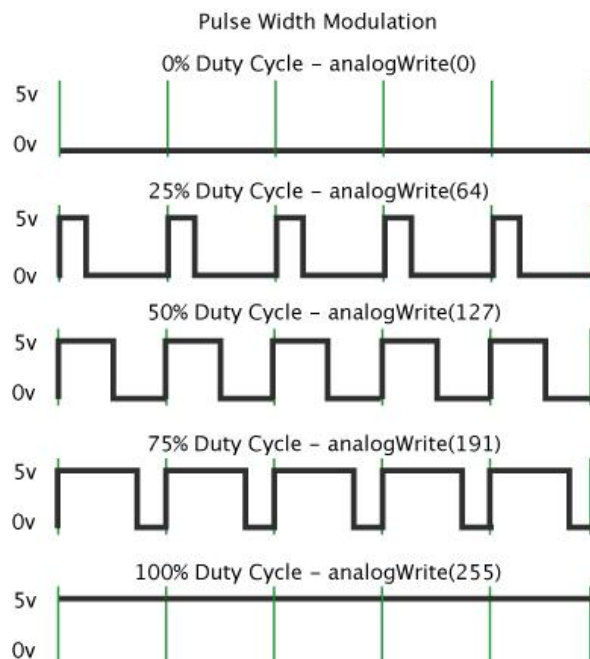 Pulse Width Modulation
0% Duty Cycle – analogWrite(0)
5v
0v
25% Duty Cycle – analogWrite(64)
5v
0v
50% Duty Cycle – analogWrite(127)
5v
0v
75% Duty Cycle – analogWrite(191)
5v
0v
100% Duty Cycle – analogWrite(255)
5v
0v